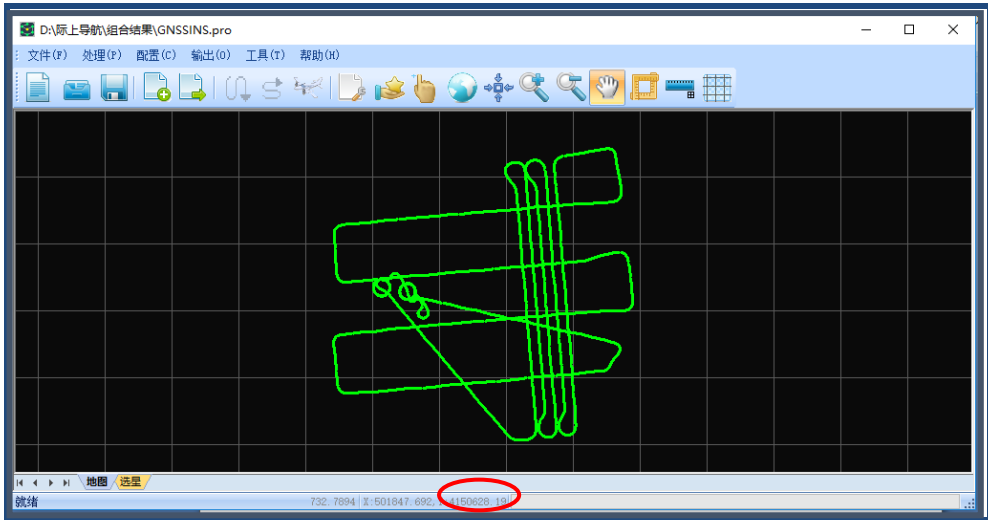 D:\际上导航\组合结果\GNSSINS.pro
文件(F) 处理(P) 配置(C) 输出(O) 工具(T) 帮助(H)
地图 选星
就绪 732.7894 X:501847.692, 4150628.19